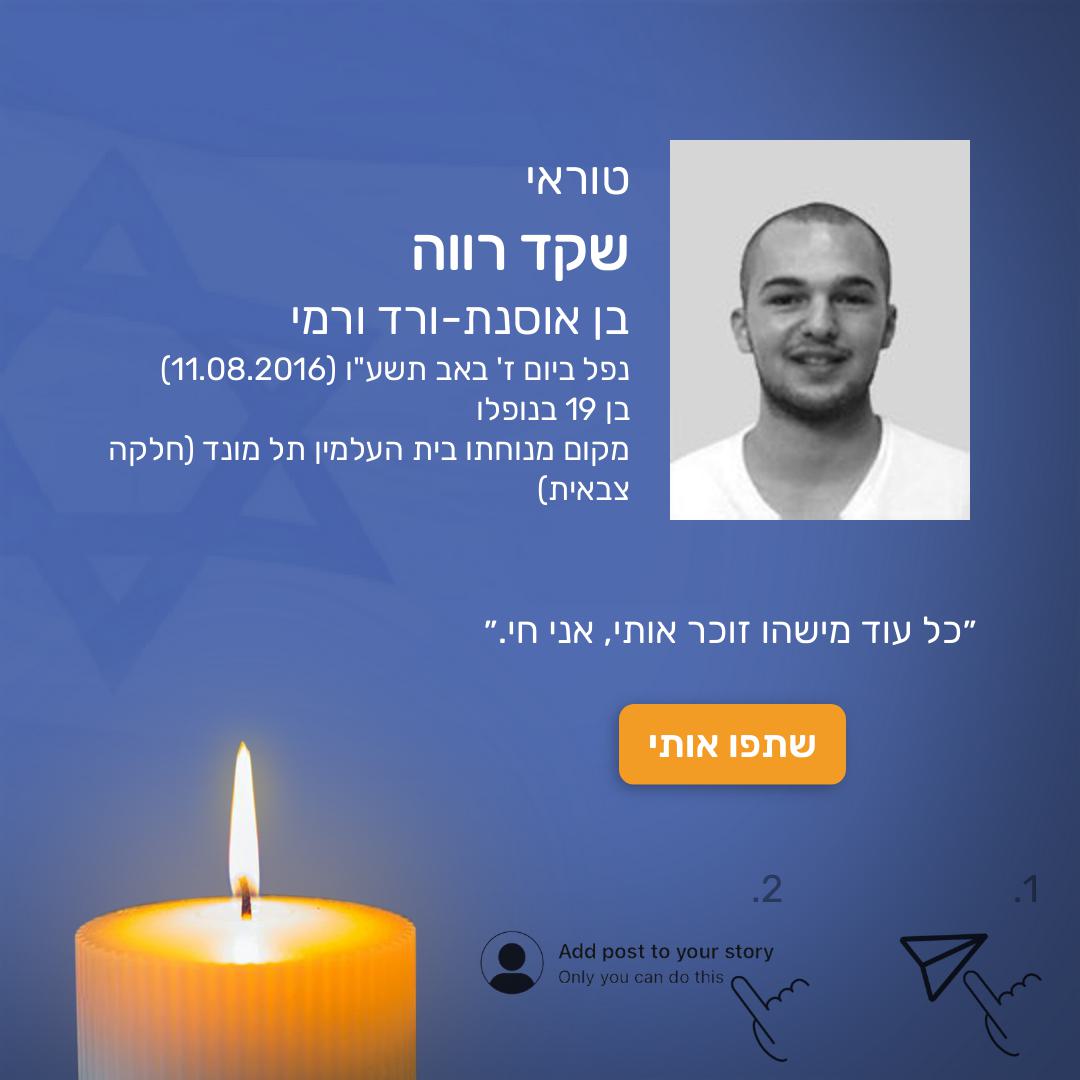 טוראי
שקד רווה
בן אוסנת-ורד ורמי
נפל ביום ז' באב תשע"ו (11.08.2016)
בן 19 בנופלו
מקום מנוחתו בית העלמין תל מונד (חלקה
צבאית)
״כל עוד מישהו זוכר אותי, אני חי.״
שתפו אותי
.1
.2
Add post to your story
Only you can do this